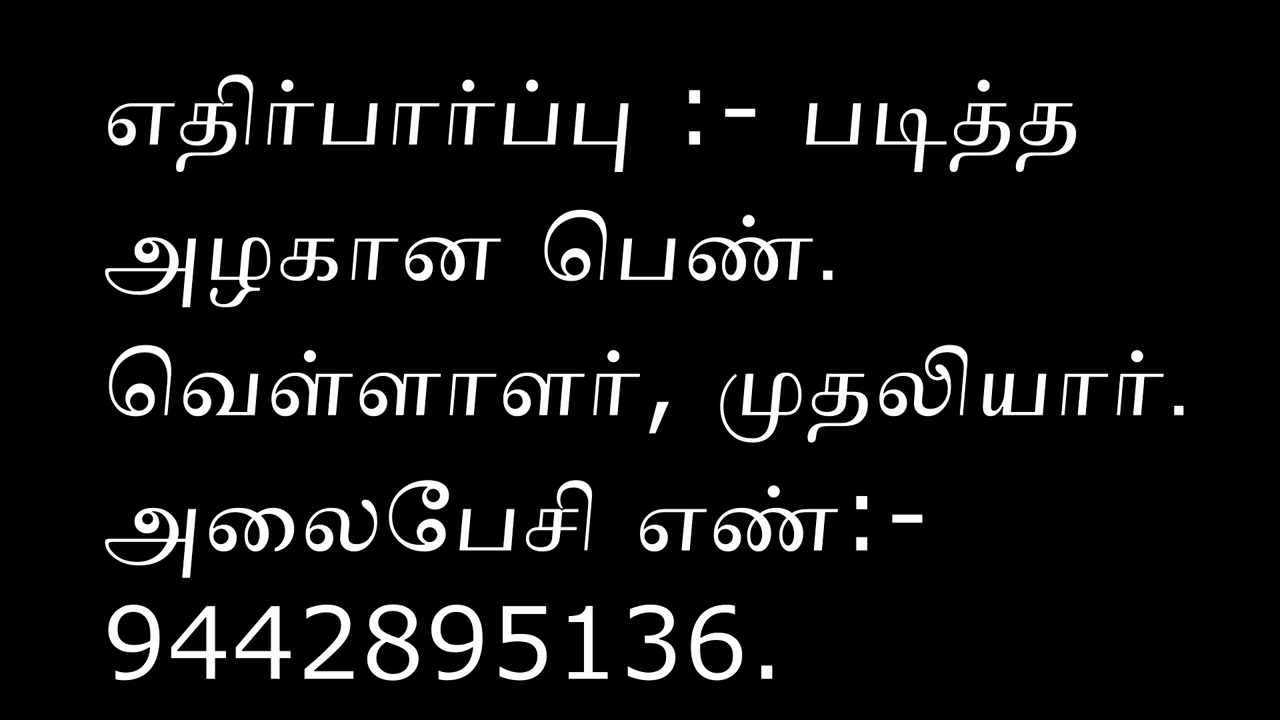 எதிர்பார்ப்பு :- படித்த
அழகான பெண்.
வெள்ளாளர், முதலியார்.
அலைபேசி எண்:-
9442895136.